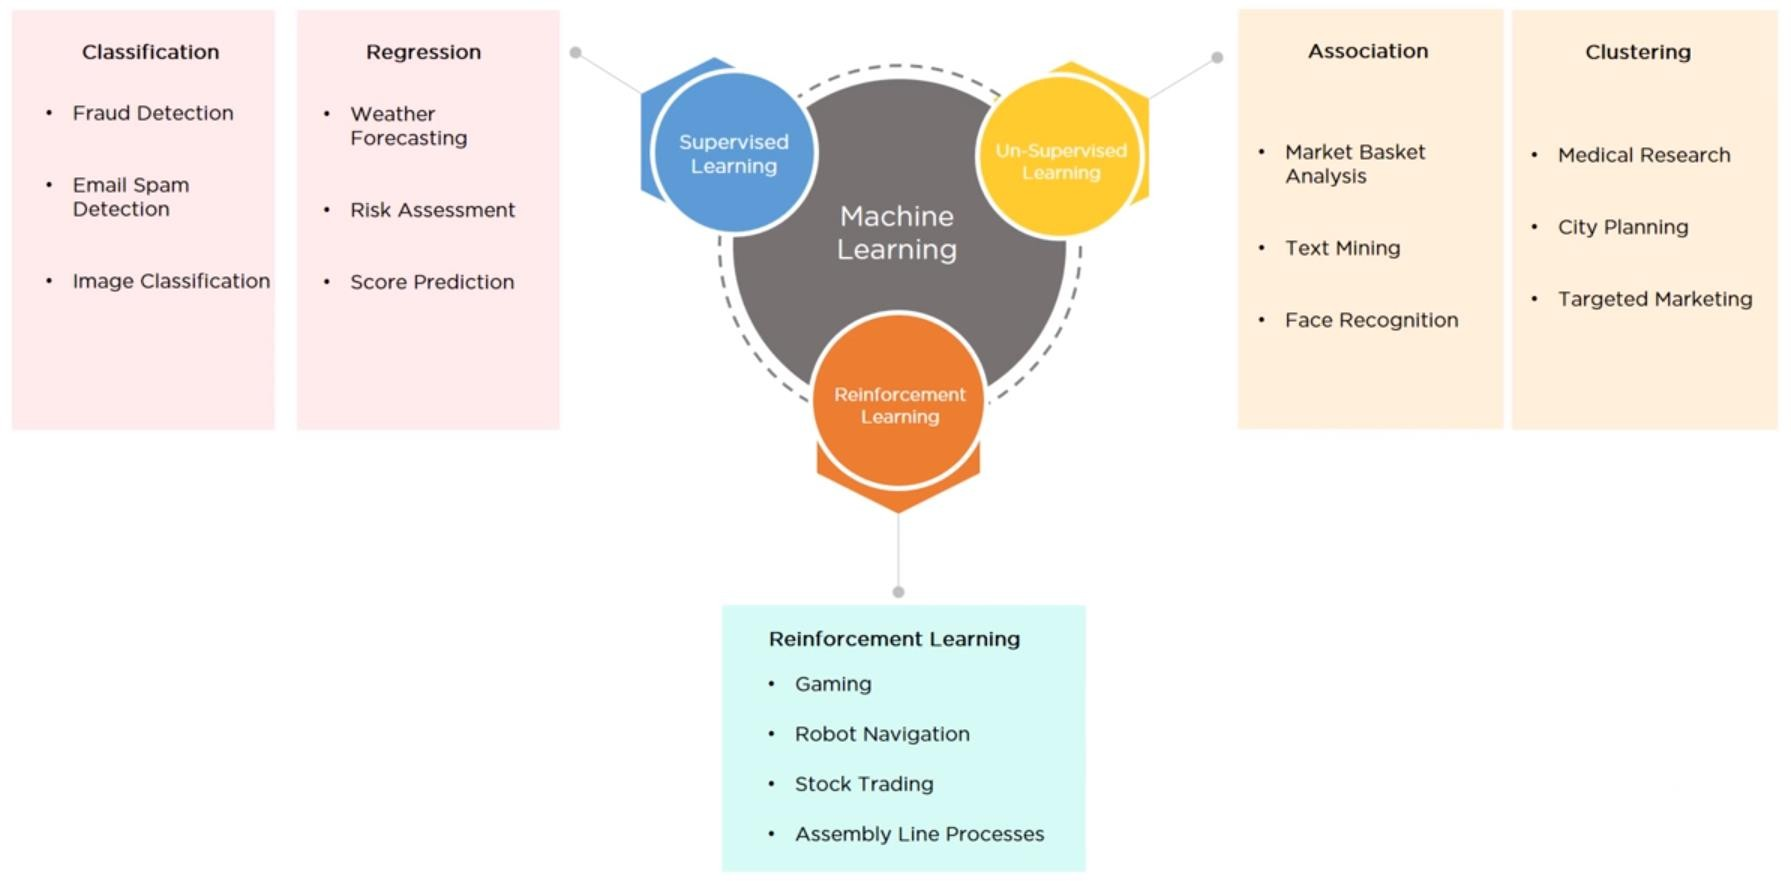 Classification
• Fraud Detection
• Email Spam
Detection
• Image Classification
Regression
• Weather
Forecasting
• Risk Assessment
• Score Prediction
Supervised
Learning
Machine
Learning
Un-Supervised
Learning
Reinforcement
Learning
Association
• Market Basket
Analysis
• Text Mining
• Face Recognition
Clustering
• Medical Research
• City Planning
• Targeted Marketing
Reinforcement Learning
• Gaming
• Robot Navigation
• Stock Trading
• Assembly Line Processes